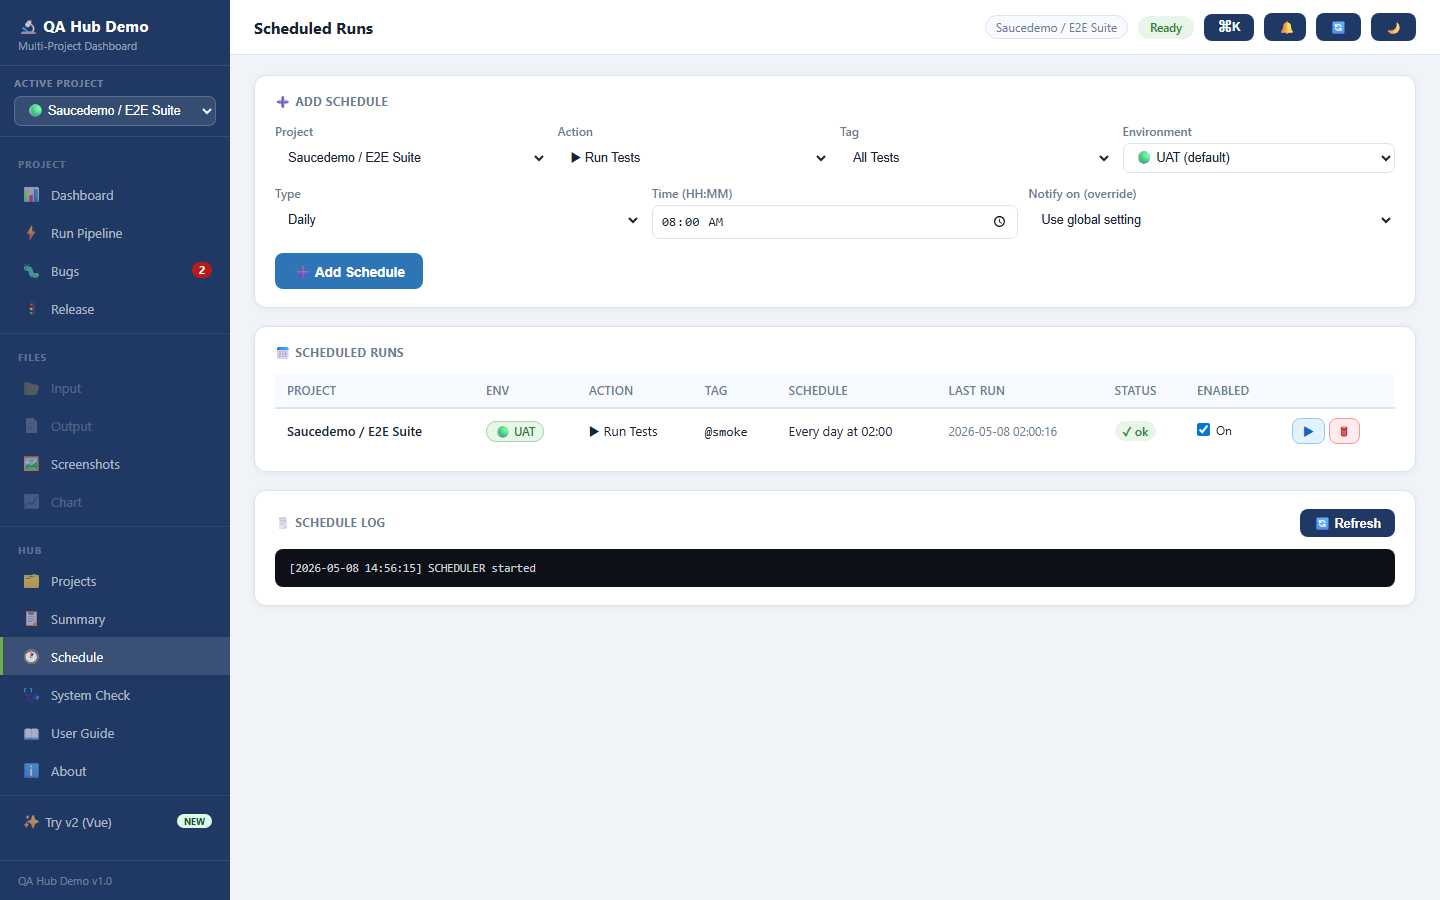 QA Hub Demo
Multi-Project Dashboard
ACTIVE PROJECT
Saucedemo / E2E Suite
PROJECT
Dashboard
Run Pipeline
Bugs 2
Release
FILES
Input
Output
Screenshots
Chart
HUB
Projects
Summary
Schedule
System Check
User Guide
About
Try v2 (Vue) NEW
QA Hub Demo v1.0
Scheduled Runs
Saucedemo / E2E Suite Ready ⌘K
ADD SCHEDULE
Project Action Tag Environment
Saucedemo / E2E Suite ▶ Run Tests All Tests UAT (default)
Type Time (HH:MM) Notify on (override)
Daily 08:00 AM Use global setting
Add Schedule
SCHEDULED RUNS
PROJECT ENV ACTION TAG SCHEDULE LAST RUN STATUS ENABLED
Saucedemo / E2E Suite UAT ▶ Run Tests @smoke Every day at 02:00 2026-05-08 02:00:16 ✓ ok On
SCHEDULE LOG
Refresh
[2026-05-08 14:56:15] SCHEDULER started